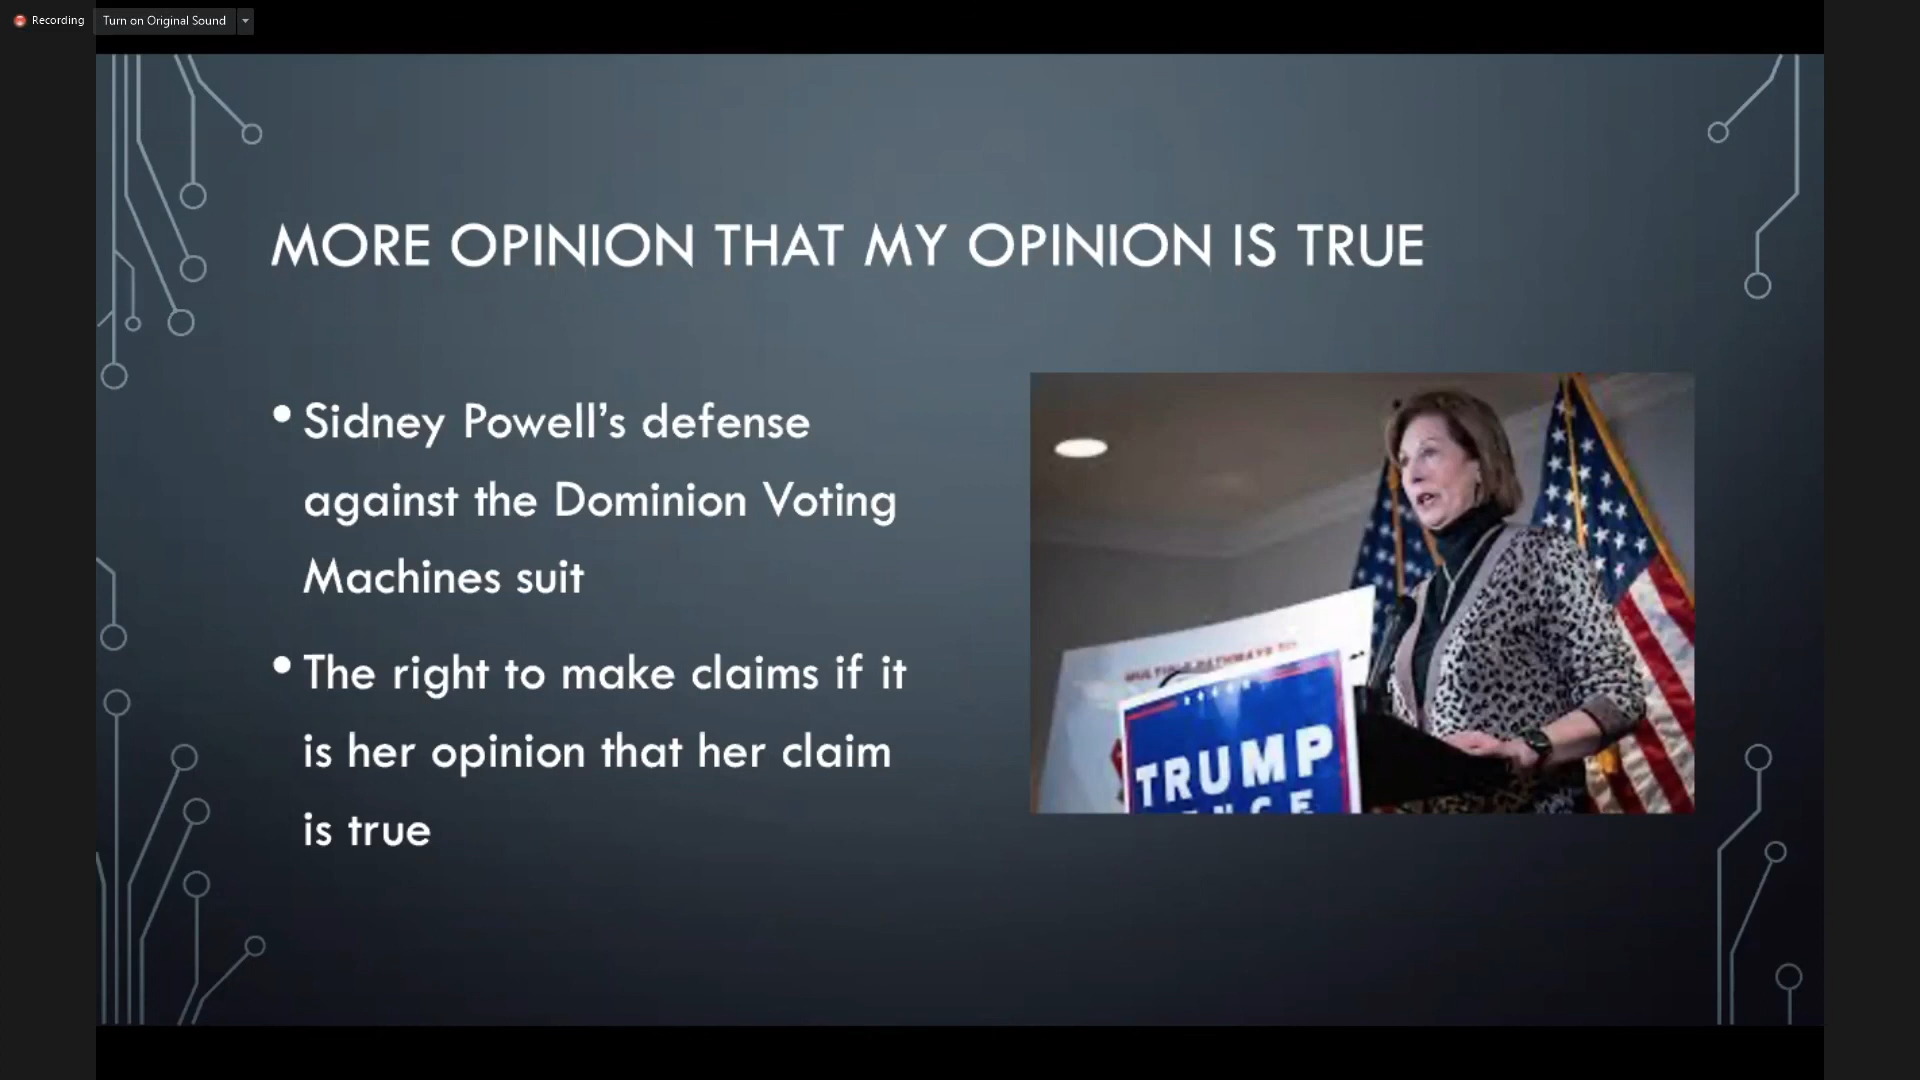 Recording
Turn on Original Sound
MORE OPINION THAT MY OPINION IS TRUE
• Sidney Powell’s defense
against the Dominion Voting
Machines suit
• The right to make claims if it
is her opinion that her claim
is true
TRUMP